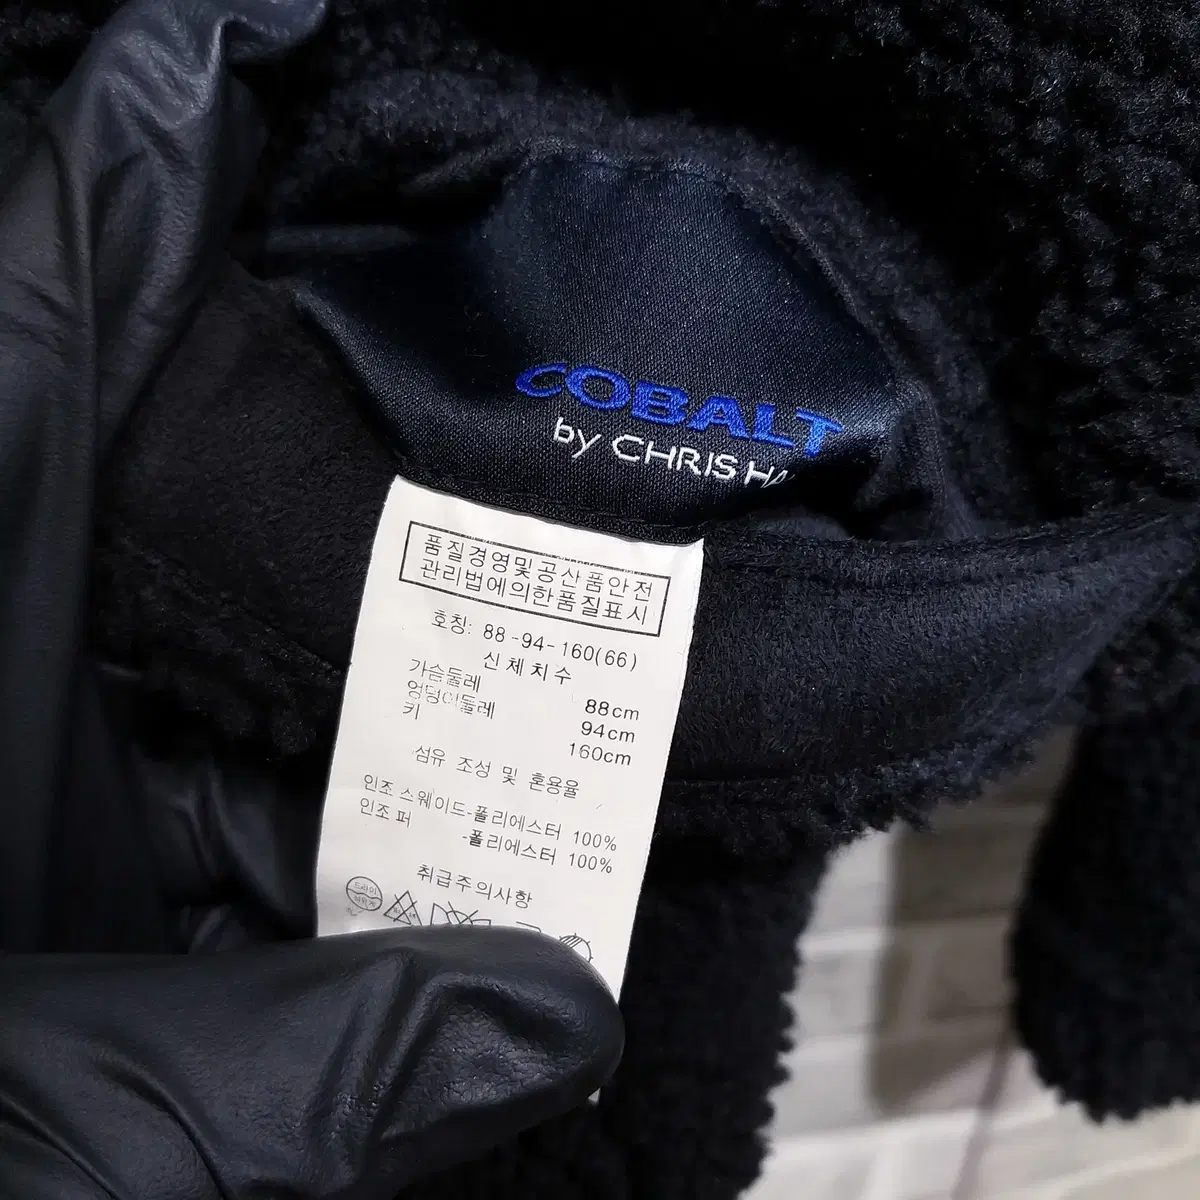 COBALT
by CHRIS
품질경영및공산품안전
관리법에의한품질표시
호칭: 88-94-160(66)
신체치수
가슴둘레 88cm
엉덩이둘레 94cm
키 160cm
섬유 조성 및 혼용율
인조 스웨이드-폴리에스터 100%
인조 퍼 -폴리에스터 100%
취급주의사항
드라이